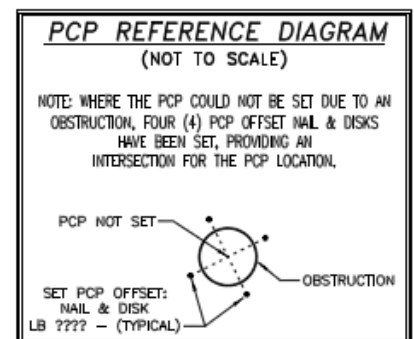 PCP REFERENCE DIAGRAM
(NOT TO SCALE)
NOTE: WHERE THE PCP COULD NOT BE SET DUE TO AN
OBSTRUCTION, FOUR (4) PCP OFFSET NAIL & DISKS
HAVE BEEN SET, PROVIDING AN
INTERSECTION FOR THE PCP LOCATION.
PCP NOT SET
OBSTRUCTION
SET PCP OFFSET:
NAIL & DISK
LB ???? – (TYPICAL)